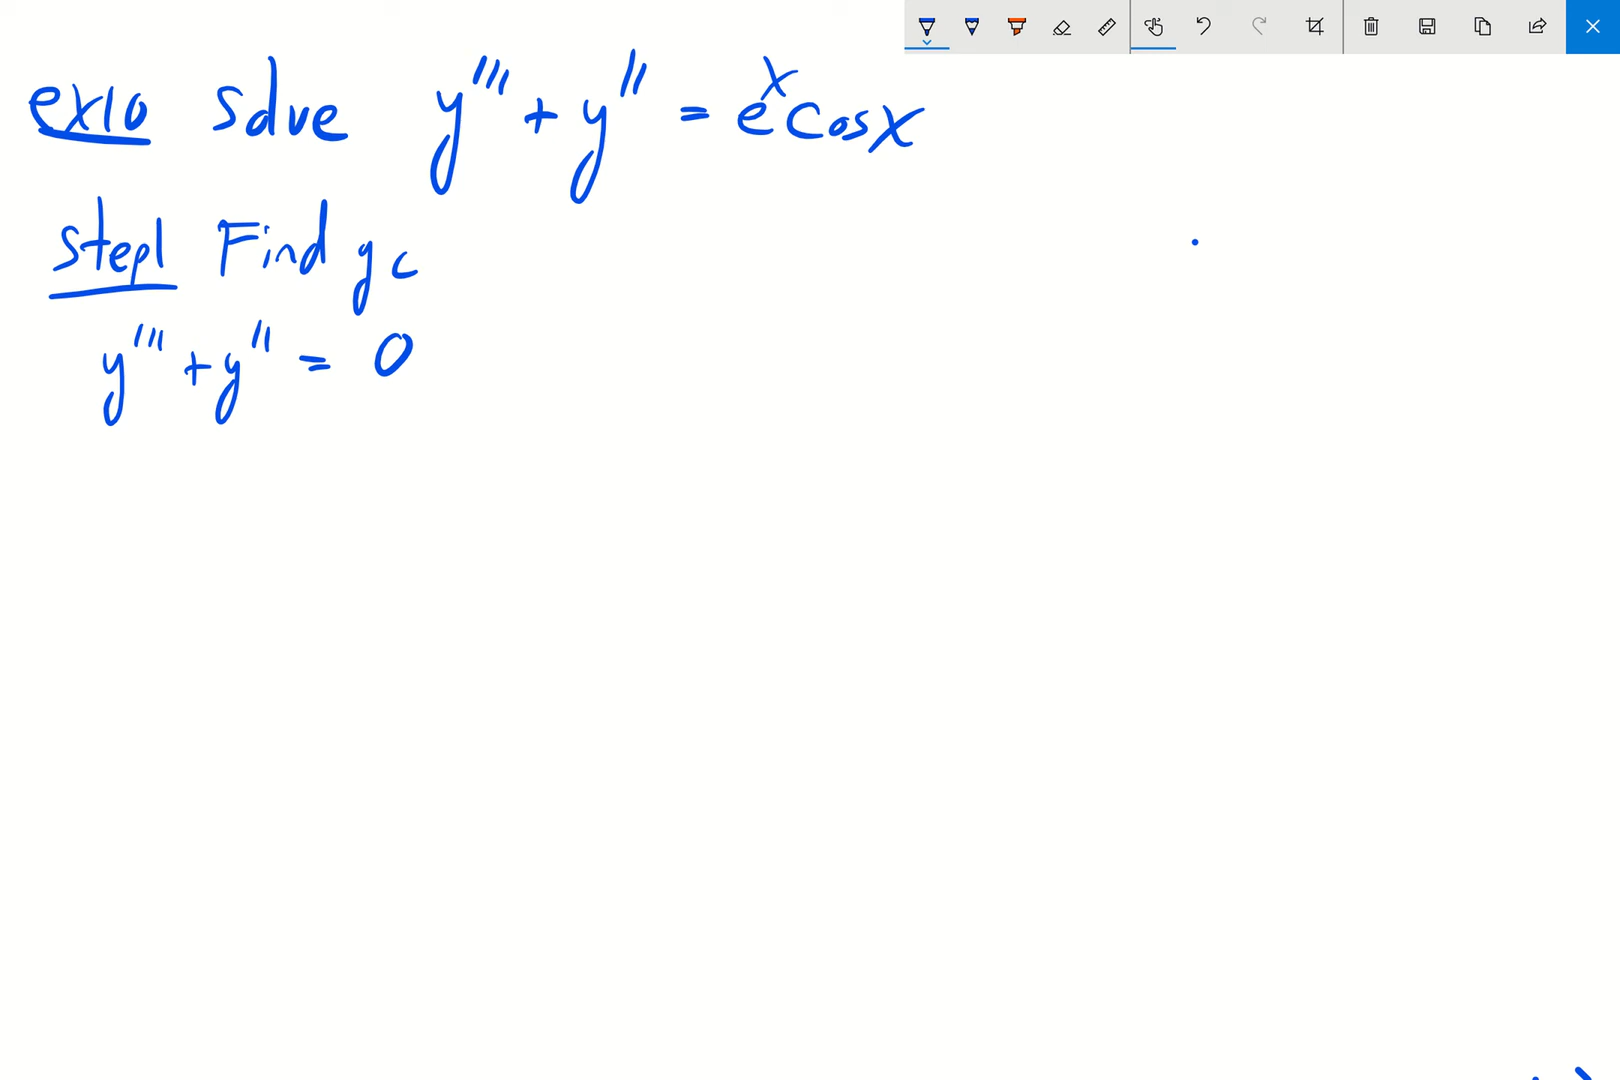 ex10 solve y''' + y'' = e^x cos x
step1 Find yc
y''' + y'' = 0